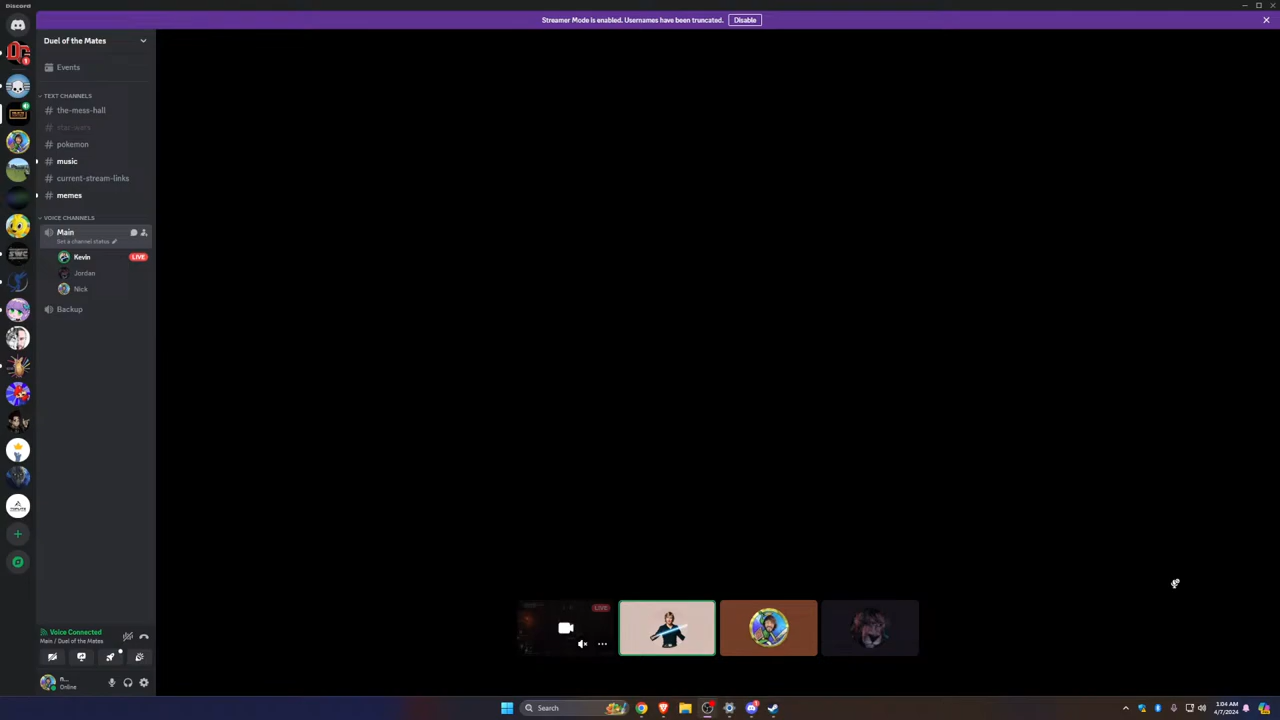 Discord
Streamer Mode is enabled. Usernames have been truncated.
Disable
Duel of the Mates
Events
TEXT CHANNELS
the-mess-hall
star-wars
pokemon
music
current-stream-links
memes
VOICE CHANNELS
Main
Set a channel status
Kevin
LIVE
Jordan
Nick
Backup
LIVE
Voice Connected
Main / Duel of the Mates
n...
Online
Search
1:04 AM
4/7/2024